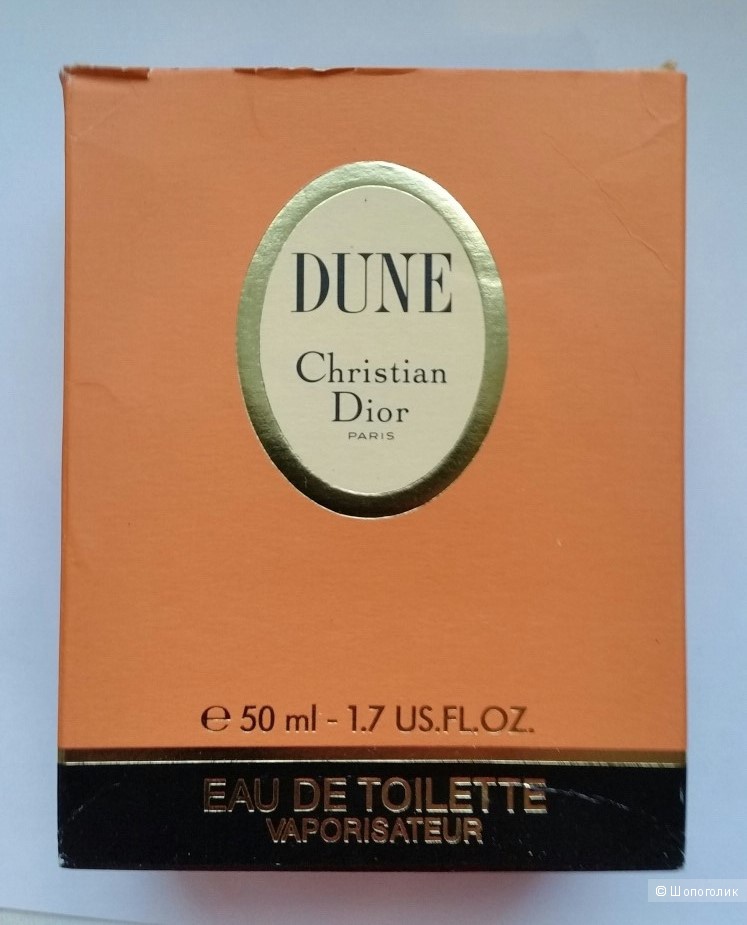 DUNE
Christian
Dior
PARIS
℮ 50 ml - 1.7 US.FL.OZ.
EAU DE TOILETTE
VAPORISATEUR
© Шопоголик